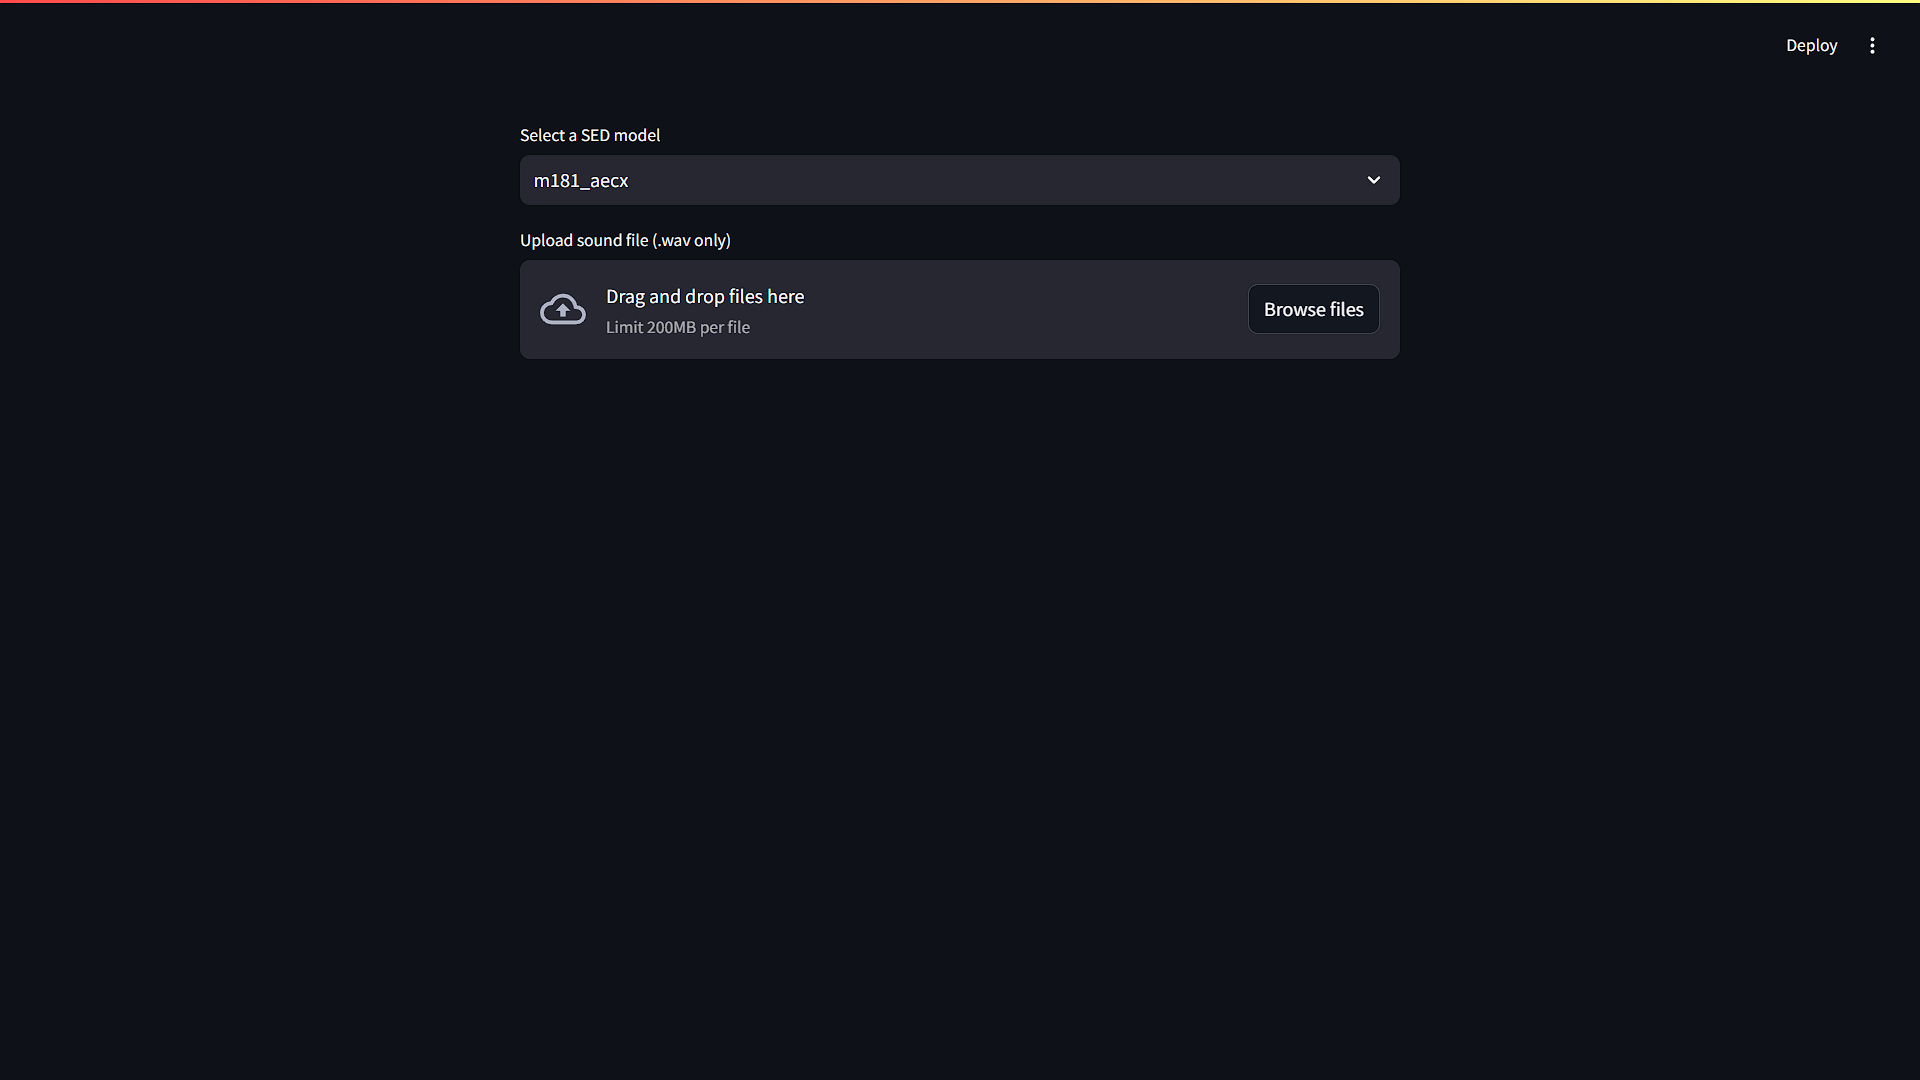 Deploy
Select a SED model
m181_aecx
Upload sound file (.wav only)
Drag and drop files here
Limit 200MB per file
Browse files